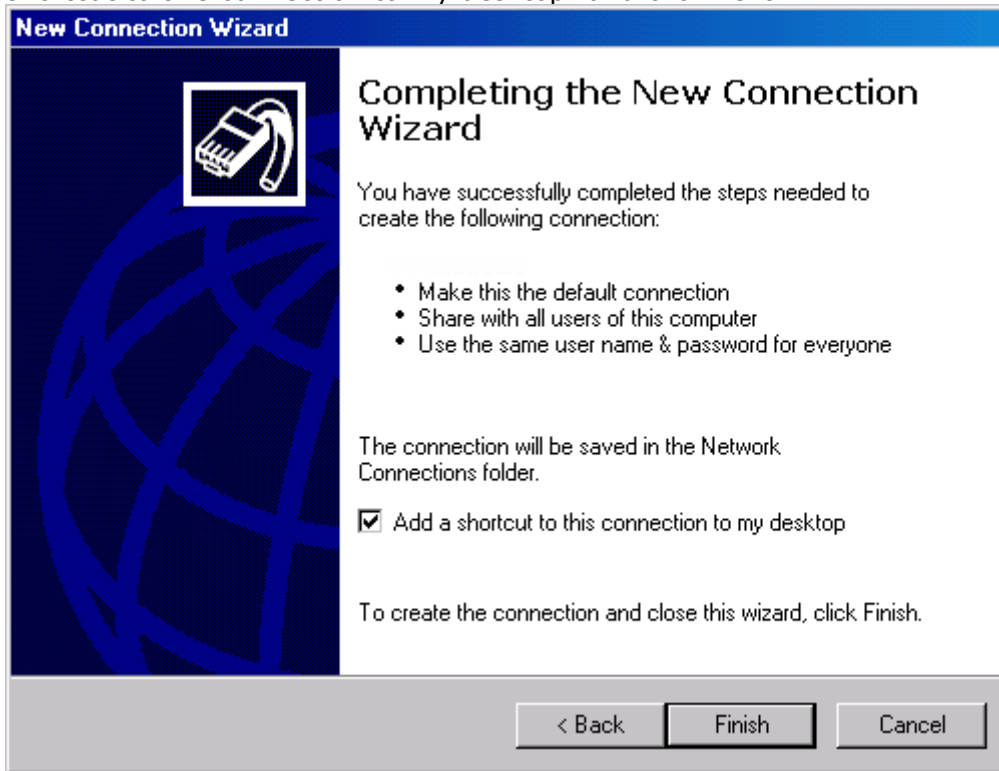 New Connection Wizard
Completing the New Connection
Wizard
You have successfully completed the steps needed to
create the following connection:
• Make this the default connection
• Share with all users of this computer
• Use the same user name & password for everyone
The connection will be saved in the Network
Connections folder.
Add a shortcut to this connection to my desktop
To create the connection and close this wizard, click Finish.
< Back
Finish
Cancel